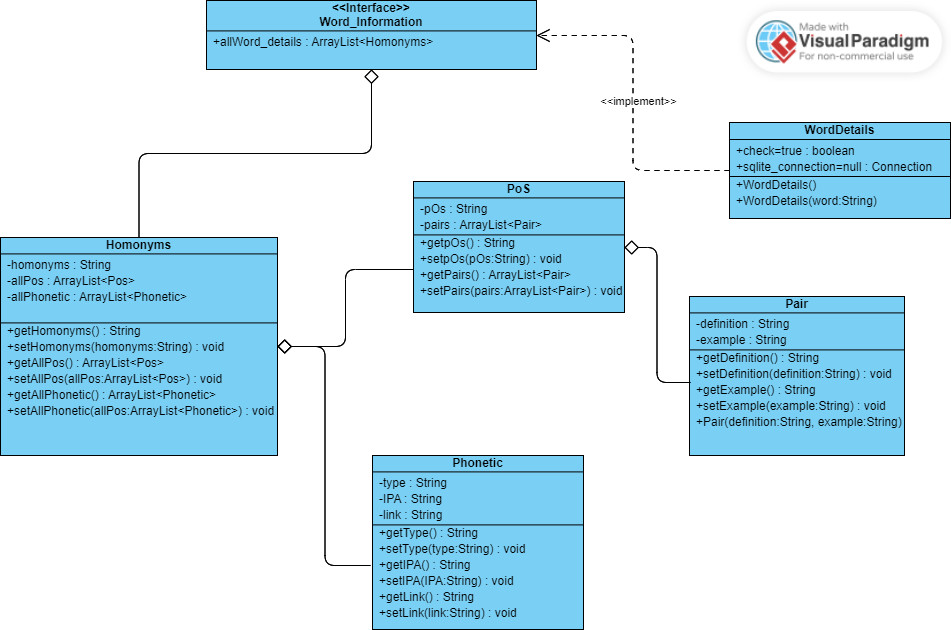 <<Interface>>
Word_Information
+allWord_details : ArrayList<Homonyms>
Made with
Visual Paradigm
For non-commercial use
<<implement>>
WordDetails
+check=true : boolean
+sqlite_connection=null : Connection
+WordDetails()
+WordDetails(word:String)
PoS
-pOs : String
-pairs : ArrayList<Pair>
+getpOs() : String
+setpOs(pOs:String) : void
+getPairs() : ArrayList<Pair>
+setPairs(pairs:ArrayList<Pair>) : void
Homonyms
-homonyms : String
-allPos : ArrayList<Pos>
-allPhonetic : ArrayList<Phonetic>
+getHomonyms() : String
+setHomonyms(homonyms:String) : void
+getAllPos() : ArrayList<Pos>
+setAllPos(allPos:ArrayList<Pos>) : void
+getAllPhonetic() : ArrayList<Phonetic>
+setAllPhonetic(allPos:ArrayList<Phonetic>) : void
Pair
-definition : String
-example : String
+getDefinition() : String
+setDefinition(definition:String) : void
+getExample() : String
+setExample(example:String) : void
+Pair(definition:String, example:String)
Phonetic
-type : String
-IPA : String
-link : String
+getType() : String
+setType(type:String) : void
+getIPA() : String
+setIPA(IPA:String) : void
+getLink() : String
+setLink(link:String) : void